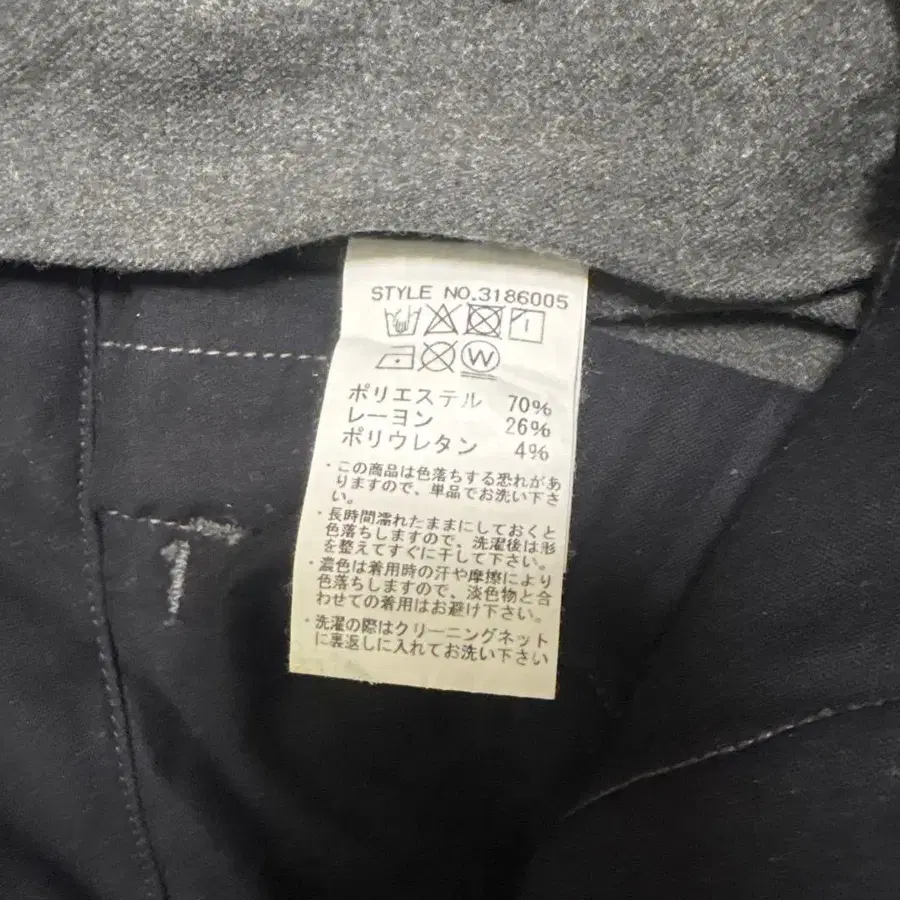 STYLE NO.3186005
W
ポリエステル 70%
レーヨン 26%
ポリウレタン 4%
・この商品は色落ちする恐れがあ
りますので、単品でお洗い下さ
い。
・長時間濡れたままにしておくと
色落ちしますので、洗濯後は形
を整えてすぐに干して下さい。
・濃色は着用時の汗や摩擦により
色落ちしますので、淡色物と合
わせての着用はお避け下さい。
・洗濯の際はクリーニングネット
に裏返しに入れてお洗い下さい